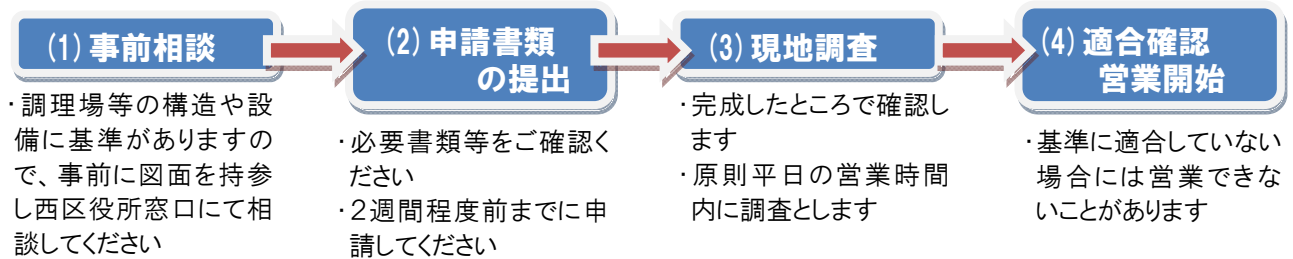 (1) 事前相談
・調理場等の構造や設
備に基準がありますの
で、事前に図面を持参
し西区役所窓口にて相
談してください
(2) 申請書類
の提出
・必要書類等をご確認く
ださい
・2週間程度前までに申
請してください
(3) 現地調査
・完成したところで確認し
ます
・原則平日の営業時間
内に調査とします
(4) 適合確認
営業開始
・基準に適合していない
場合には営業できな
いことがあります